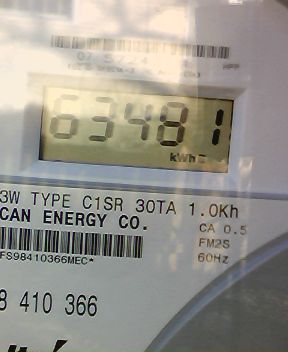 63481
kWh
3W TYPE C1SR 30TA 1.0Kh
CAN ENERGY CO.
CA 0.5
FM2S
60Hz
FS98410366MEC*
8 410 366